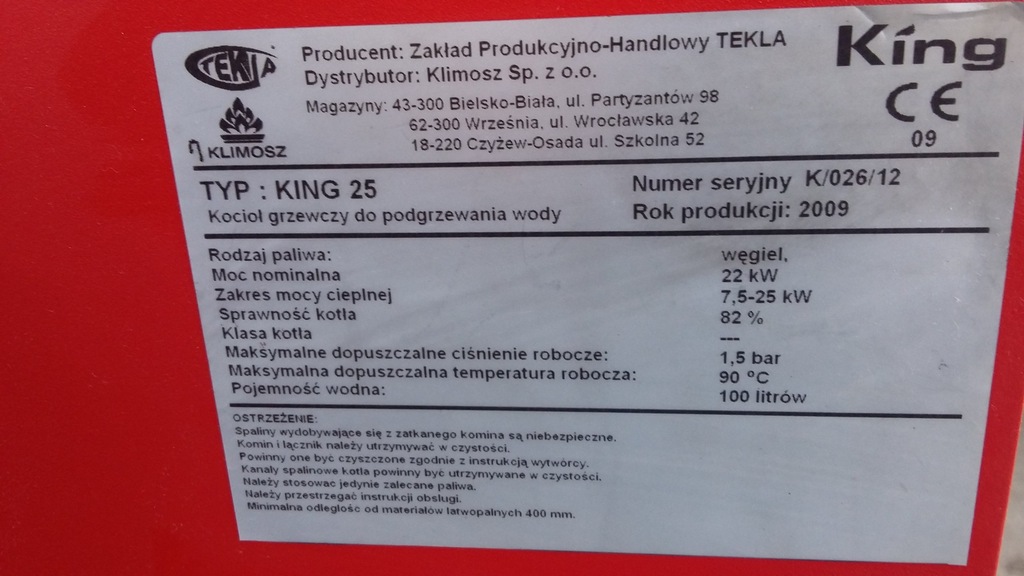 TEKLA
Producent: Zakład Produkcyjno-Handlowy TEKLA
Dystrybutor: Klimosz Sp. z o.o.
Magazyny: 43-300 Bielsko-Biała, ul. Partyzantów 98
62-300 Września, ul. Wrocławska 42
18-220 Czyżew-Osada ul. Szkolna 52
KLIMOSZ
King
CE
09
TYP : KING 25
Kocioł grzewczy do podgrzewania wody
Numer seryjny K/026/12
Rok produkcji: 2009
Rodzaj paliwa: węgiel,
Moc nominalna 22 kW
Zakres mocy cieplnej 7,5-25 kW
Sprawność kotła 82 %
Klasa kotła ---
Maksymalne dopuszczalne ciśnienie robocze: 1,5 bar
Maksymalna dopuszczalna temperatura robocza: 90 °C
Pojemność wodna: 100 litrów
OSTRZEŻENIE:
Spaliny wydobywające się z zatkanego komina są niebezpieczne.
Komin i łącznik należy utrzymywać w czystości.
Powinny one być czyszczone zgodnie z instrukcją wytwórcy.
Kanały spalinowe kotła powinny być utrzymywane w czystości.
Należy stosować jedynie zalecane paliwa.
Należy przestrzegać instrukcji obsługi.
Minimalna odległość od materiałów łatwopalnych 400 mm.